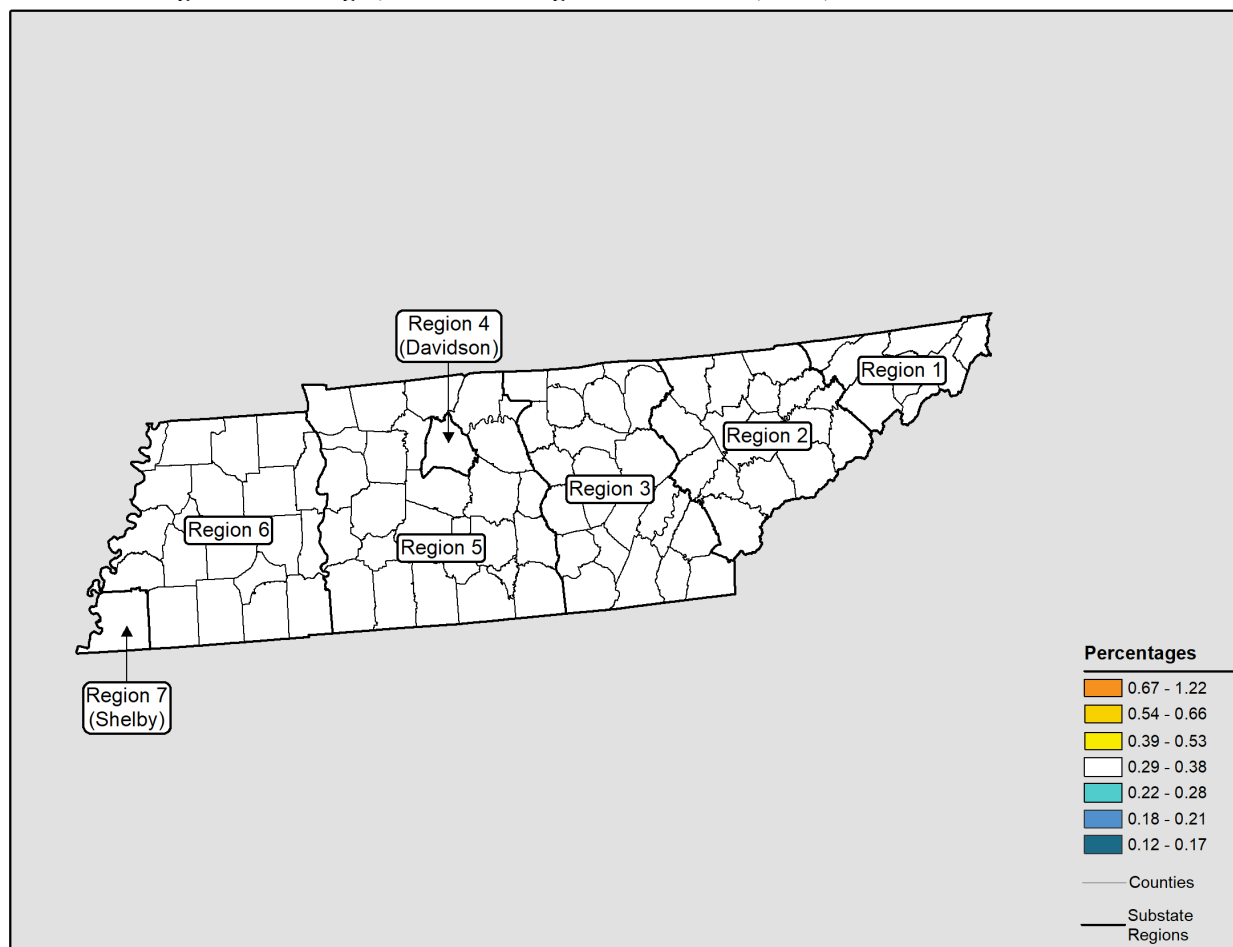 Region 4
(Davidson)
Region 1
Region 2
Region 3
Region 6
Region 5
Region 7
(Shelby)
Percentages
0.67 - 1.22
0.54 - 0.66
0.39 - 0.53
0.29 - 0.38
0.22 - 0.28
0.18 - 0.21
0.12 - 0.17
Counties
Substate
Regions